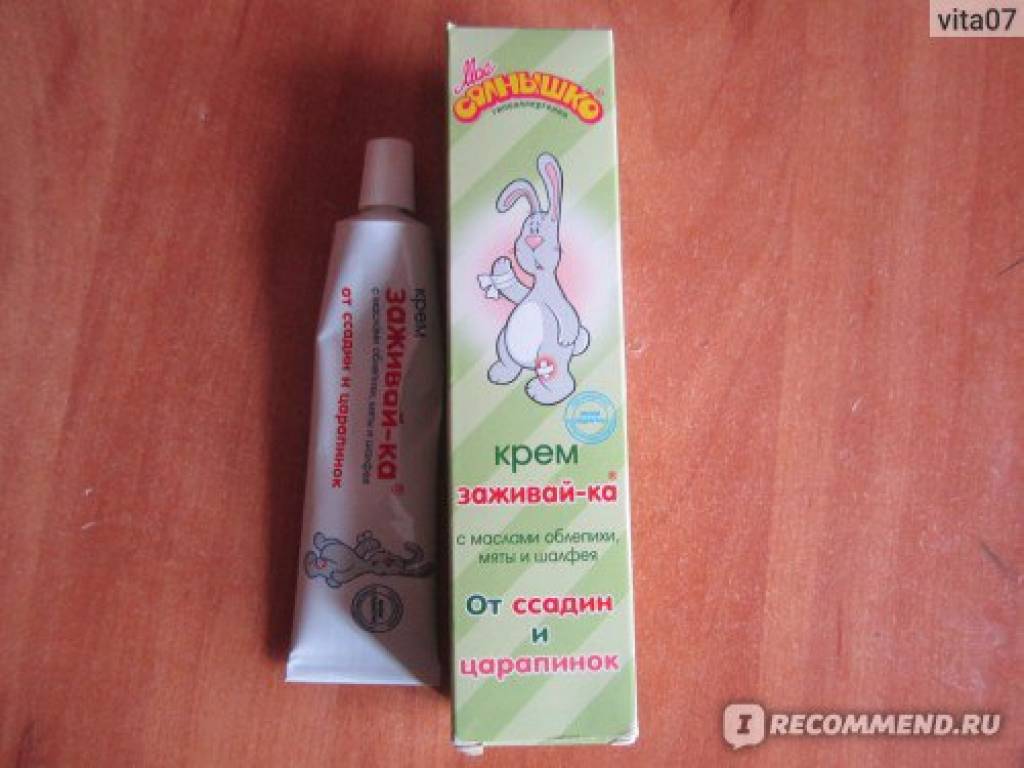 vita07
Моё
СОЛНЫШКО®
гипоаллергенно
крем
заживай-ка®
с маслами облепихи,
мяты и шалфея
От ссадин
и
царапинок
крем
заживай-ка®
с маслами облепихи, мяты и шалфея
от ссадин и царапинок
IRECOMMEND.RU